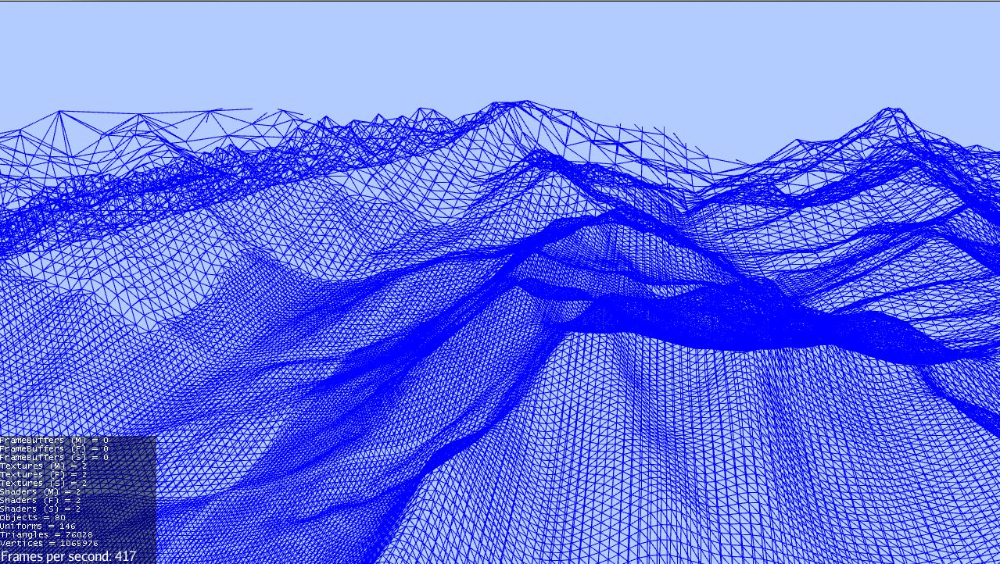 FrameBuffers (M) = 0
FrameBuffers (F) = 0
FrameBuffers (S) = 0
Textures (M) = 2
Textures (F) = 2
Textures (S) = 2
Shaders (M) = 2
Shaders (F) = 2
Shaders (S) = 2
Objects = 80
Uniforms = 146
Triangles = 76028
Vertices = 1065976
Frames per second: 417